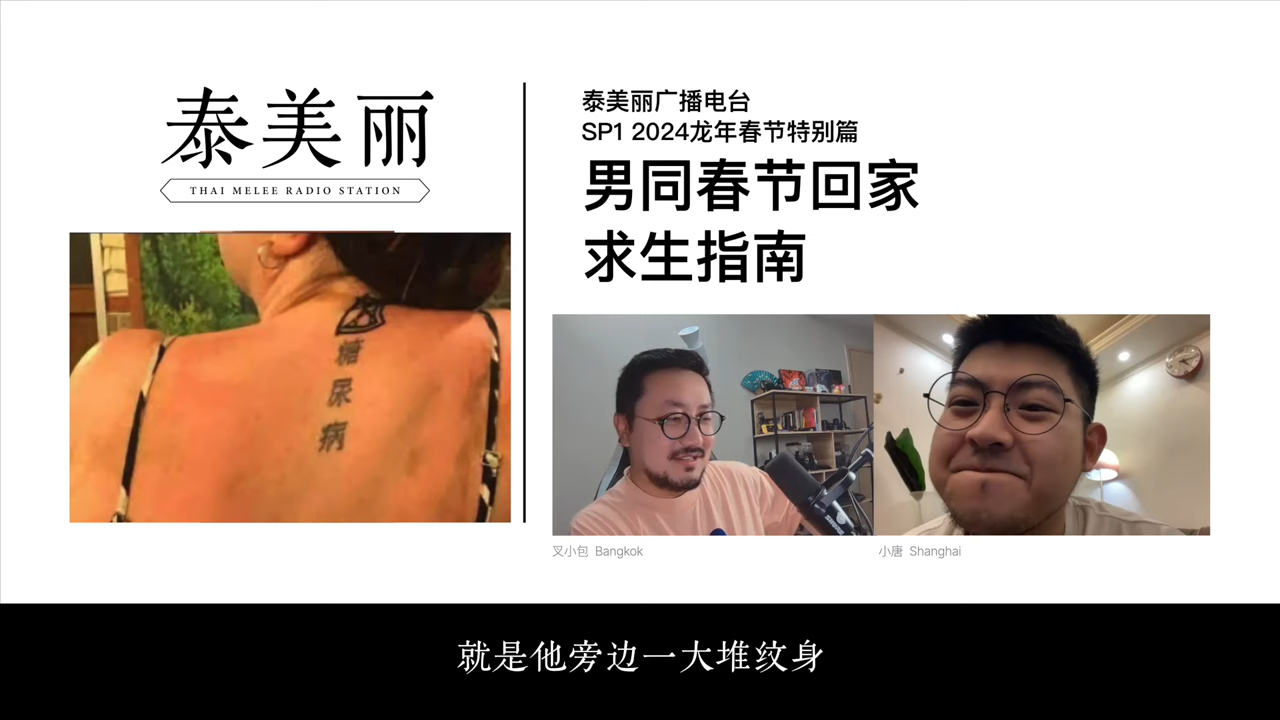 泰美丽
THAI MELEE RADIO STATION
泰美丽广播电台
SP1 2024龙年春节特别篇
男同春节回家
求生指南
糖
尿
病
叉小包 Bangkok
小唐 Shanghai
就是他旁边一大堆纹身